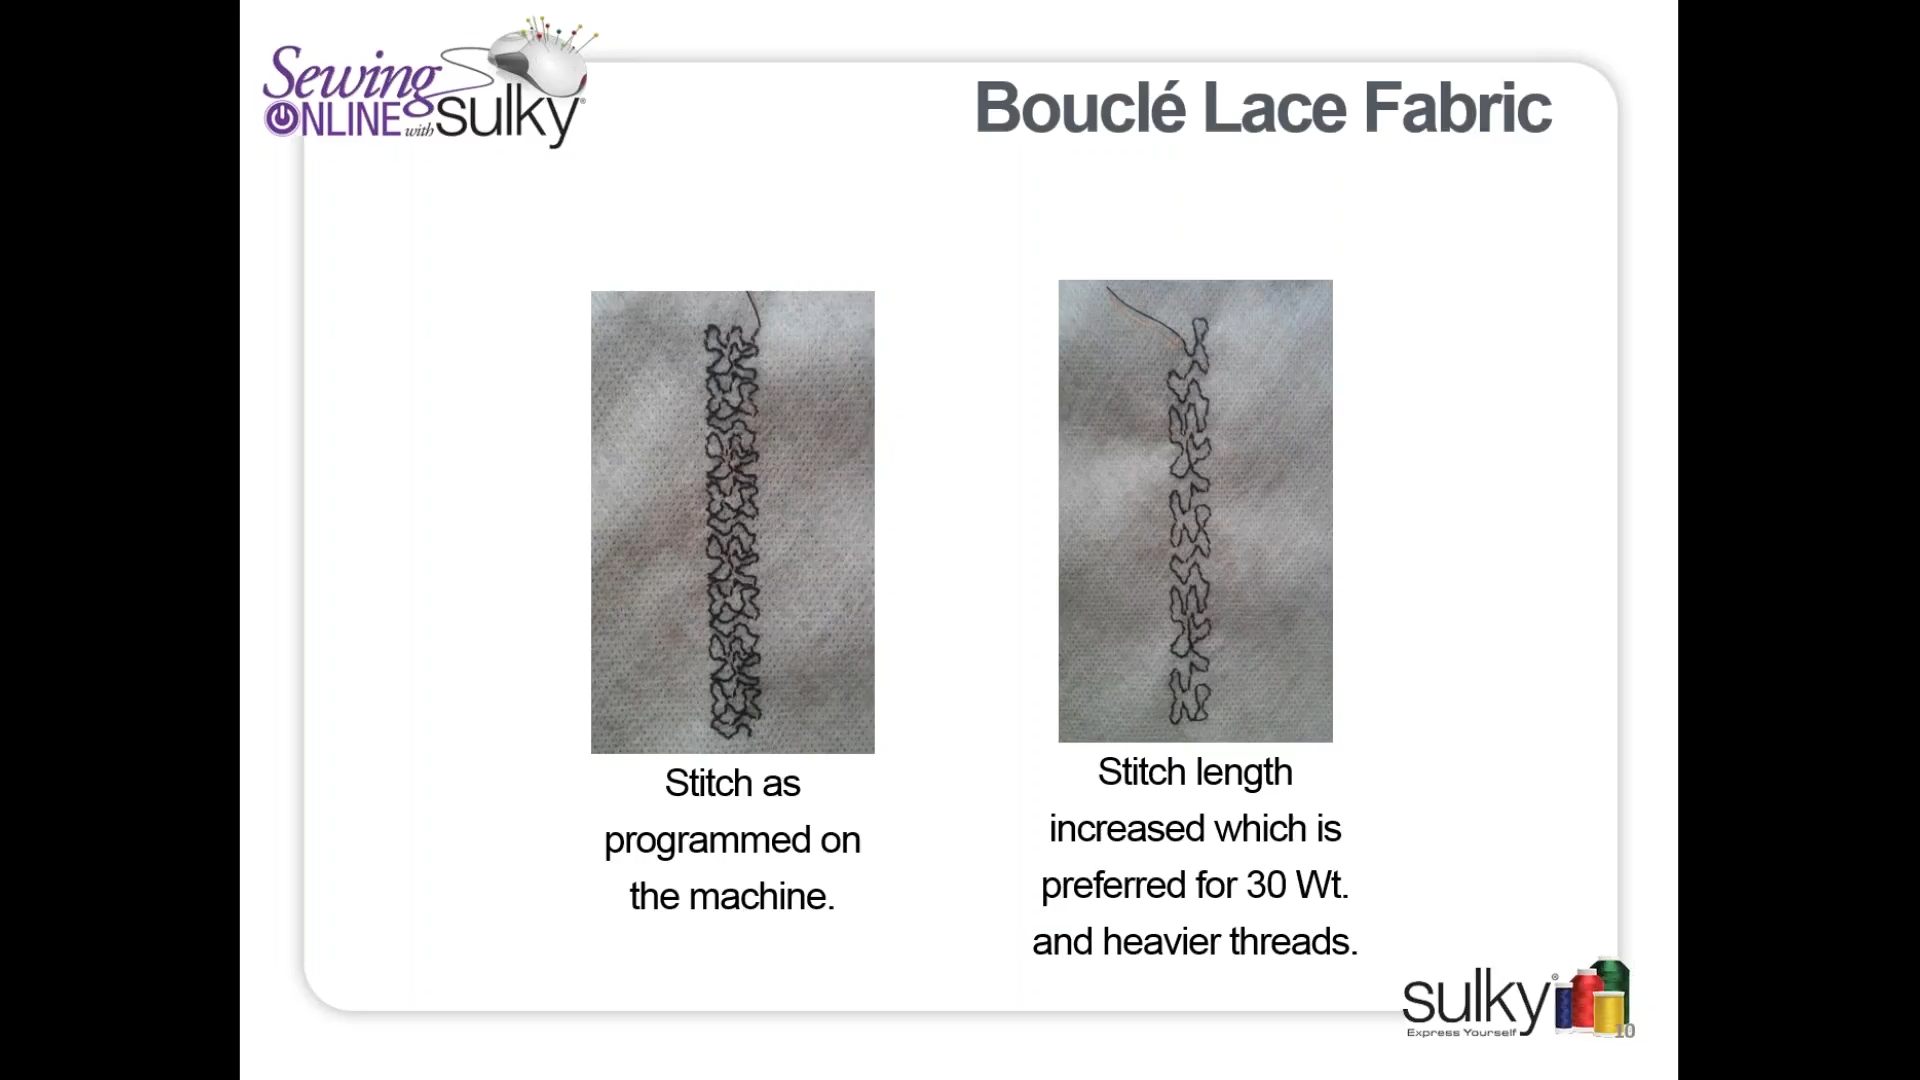 Sewing
ONLINE with sulky®
Bouclé Lace Fabric
Stitch as
programmed on
the machine.
Stitch length
increased which is
preferred for 30 Wt.
and heavier threads.
sulky®
Express Yourself
10